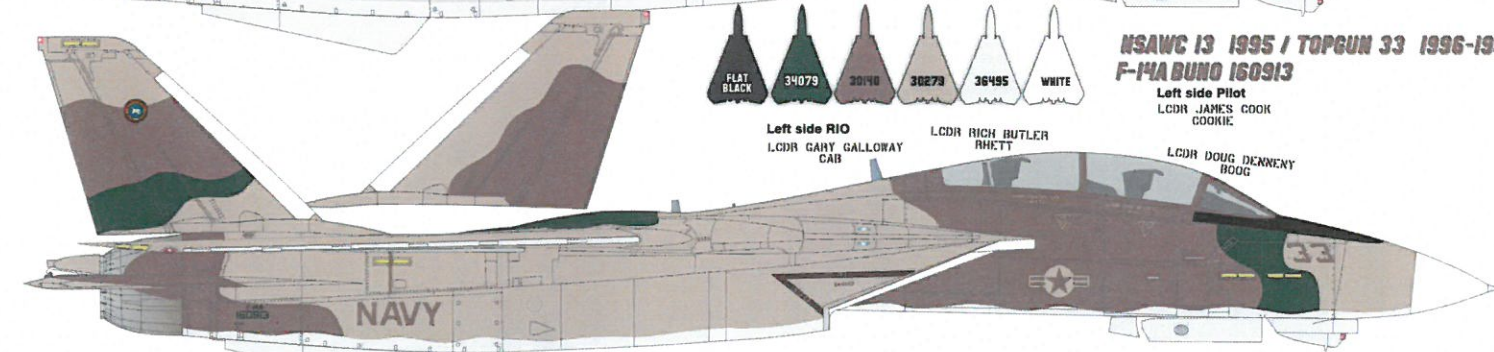 NSAWC 13 1995 / TOPGUN 33 1996-19
F-14A BUNO 160913
FLAT BLACK
34079
30140
30279
36495
WHITE
Left side Pilot
LCDR JAMES COOK
COOKIE
Left side RIO
LCDR GARY GALLOWAY
CAB
LCDR RICH BUTLER
RHETT
LCDR DOUG DENNENY
BOOG
33
NAVY
160913